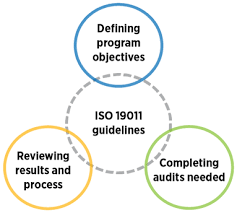 Defining
program
objectives
ISO 19011
guidelines
Reviewing
results and
process
Completing
audits needed